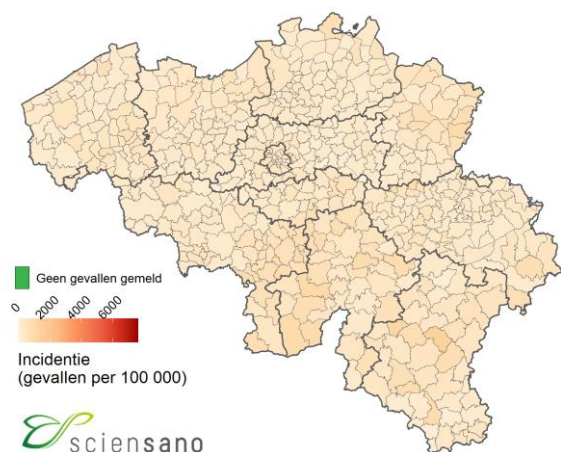 Geen gevallen gemeld
0 2000 4000 6000
Incidentie
(gevallen per 100 000)
sciensano